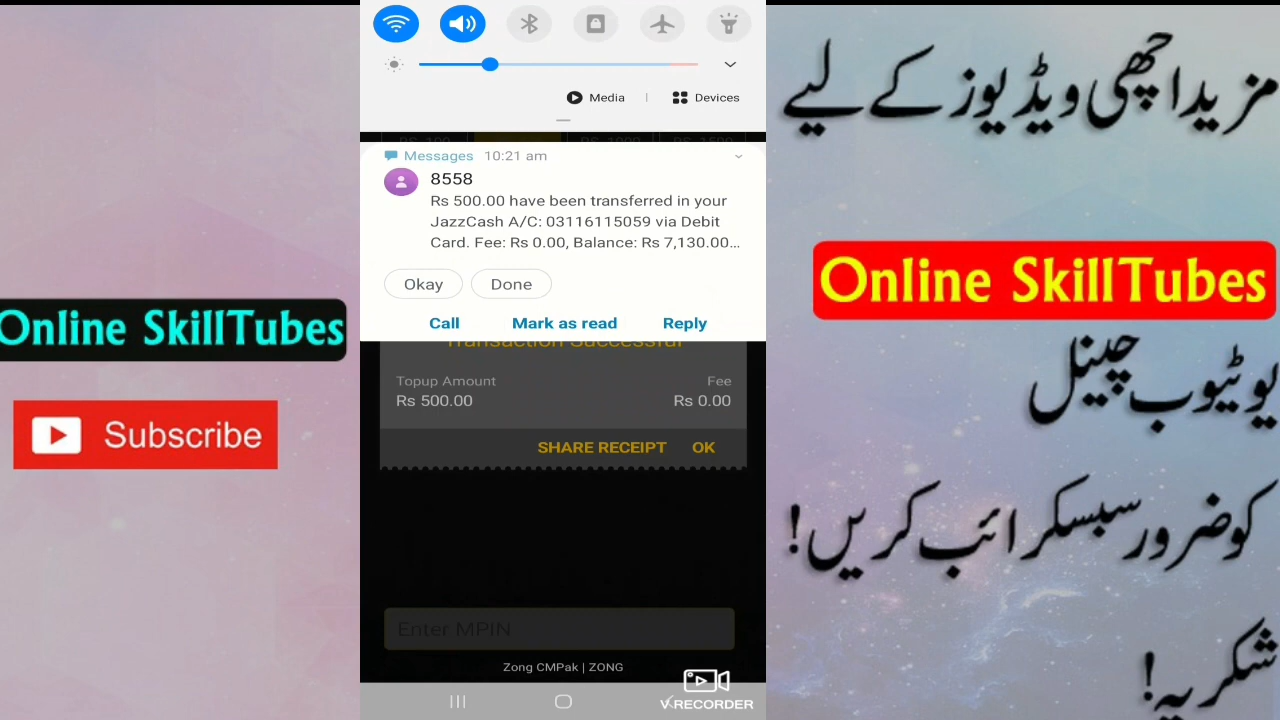 Online SkillTubes
Subscribe
Media
Devices
Messages 10:21 am
8558
Rs 500.00 have been transferred in your
JazzCash A/C: 03116115059 via Debit
Card. Fee: Rs 0.00, Balance: Rs 7,130.00...
Okay Done
Call Mark as read Reply
Transaction Successful
Topup Amount Fee
Rs 500.00 Rs 0.00
SHARE RECEIPT OK
Enter MPIN
Zong CMPak | ZONG
VRECORDER
مزید اچھی ویڈیوز کے لیے
Online SkillTubes
یوٹیوب چینل
کو ضرور سبسکرائب کریں!
شکریہ!